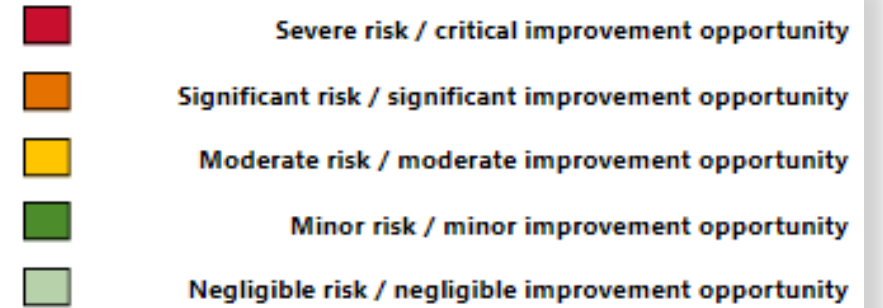 Severe risk / critical improvement opportunity
Significant risk / significant improvement opportunity
Moderate risk / moderate improvement opportunity
Minor risk / minor improvement opportunity
Negligible risk / negligible improvement opportunity